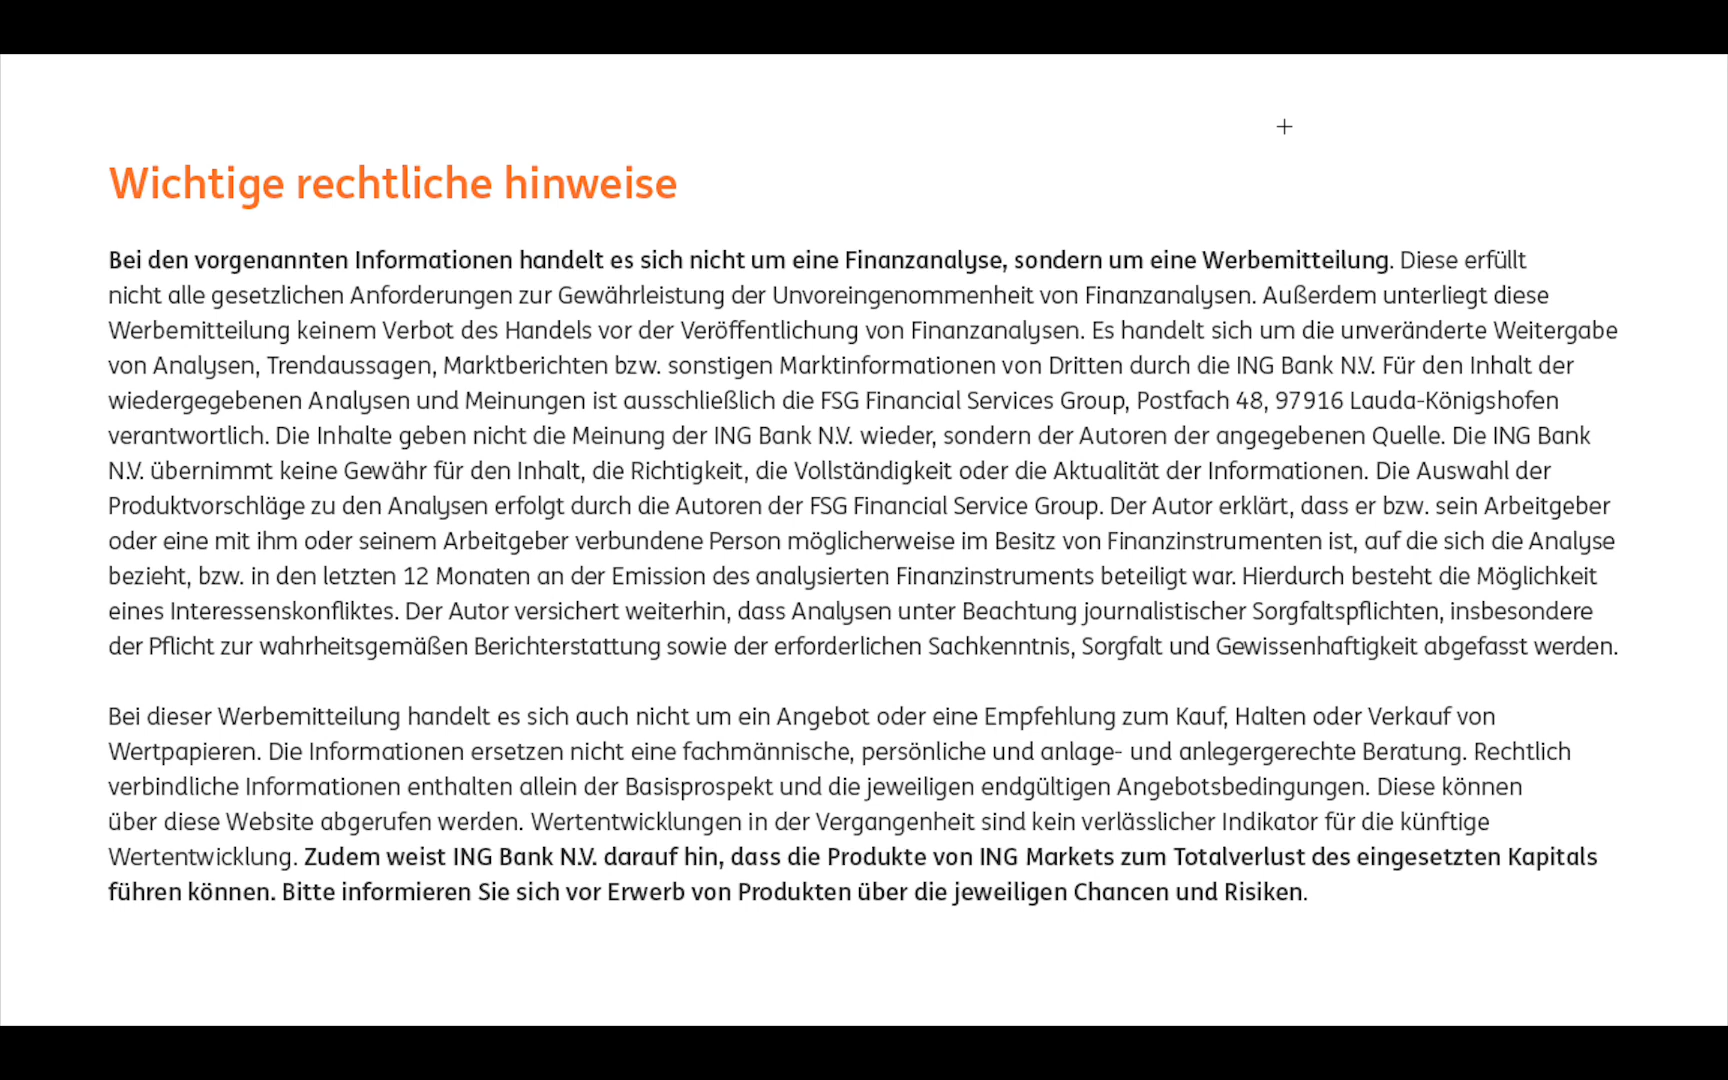 Wichtige rechtliche hinweise
Bei den vorgenannten Informationen handelt es sich nicht um eine Finanzanalyse, sondern um eine Werbemitteilung. Diese erfüllt
nicht alle gesetzlichen Anforderungen zur Gewährleistung der Unvoreingenommenheit von Finanzanalysen. Außerdem unterliegt diese
Werbemitteilung keinem Verbot des Handels vor der Veröffentlichung von Finanzanalysen. Es handelt sich um die unveränderte Weitergabe
von Analysen, Trendaussagen, Marktberichten bzw. sonstigen Marktinformationen von Dritten durch die ING Bank N.V. Für den Inhalt der
wiedergegebenen Analysen und Meinungen ist ausschließlich die FSG Financial Services Group, Postfach 48, 97916 Lauda-Königshofen
verantwortlich. Die Inhalte geben nicht die Meinung der ING Bank N.V. wieder, sondern der Autoren der angegebenen Quelle. Die ING Bank
N.V. übernimmt keine Gewähr für den Inhalt, die Richtigkeit, die Vollständigkeit oder die Aktualität der Informationen. Die Auswahl der
Produktvorschläge zu den Analysen erfolgt durch die Autoren der FSG Financial Service Group. Der Autor erklärt, dass er bzw. sein Arbeitgeber
oder eine mit ihm oder seinem Arbeitgeber verbundene Person möglicherweise im Besitz von Finanzinstrumenten ist, auf die sich die Analyse
bezieht, bzw. in den letzten 12 Monaten an der Emission des analysierten Finanzinstruments beteiligt war. Hierdurch besteht die Möglichkeit
eines Interessenskonfliktes. Der Autor versichert weiterhin, dass Analysen unter Beachtung journalistischer Sorgfaltspflichten, insbesondere
der Pflicht zur wahrheitsgemäßen Berichterstattung sowie der erforderlichen Sachkenntnis, Sorgfalt und Gewissenhaftigkeit abgefasst werden.
Bei dieser Werbemitteilung handelt es sich auch nicht um ein Angebot oder eine Empfehlung zum Kauf, Halten oder Verkauf von
Wertpapieren. Die Informationen ersetzen nicht eine fachmännische, persönliche und anlage- und anlegergerechte Beratung. Rechtlich
verbindliche Informationen enthalten allein der Basisprospekt und die jeweiligen endgültigen Angebotsbedingungen. Diese können
über diese Website abgerufen werden. Wertentwicklungen in der Vergangenheit sind kein verlässlicher Indikator für die künftige
Wertentwicklung. Zudem weist ING Bank N.V. darauf hin, dass die Produkte von ING Markets zum Totalverlust des eingesetzten Kapitals
führen können. Bitte informieren Sie sich vor Erwerb von Produkten über die jeweiligen Chancen und Risiken.